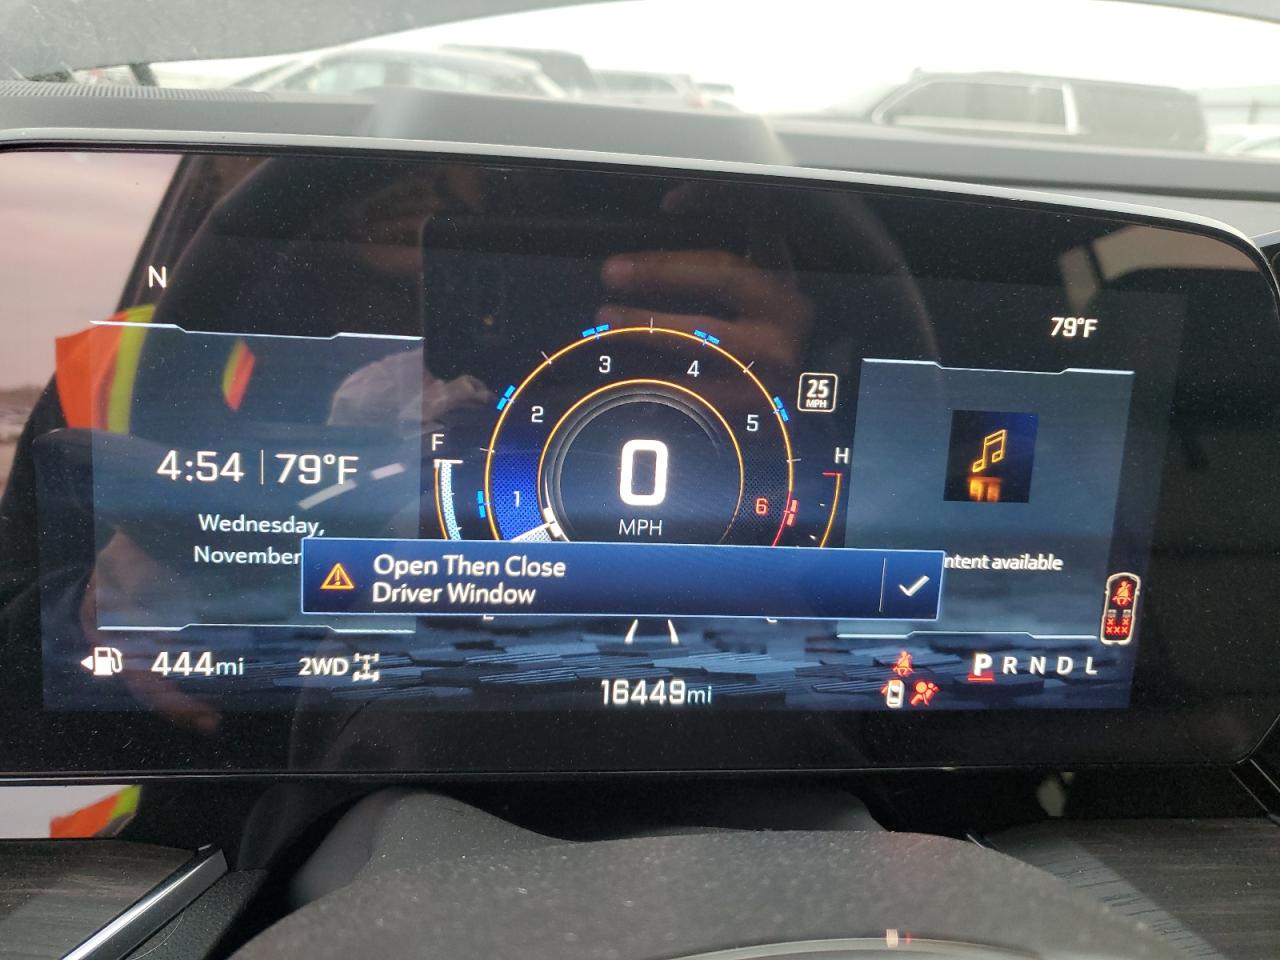 N
79°F
25
MPH
3
4
2
5
1
6
F
H
0
MPH
4:54 79°F
Wednesday,
November
ntent available
Open Then Close
Driver Window
444mi
2WD
16449mi
P R N D L